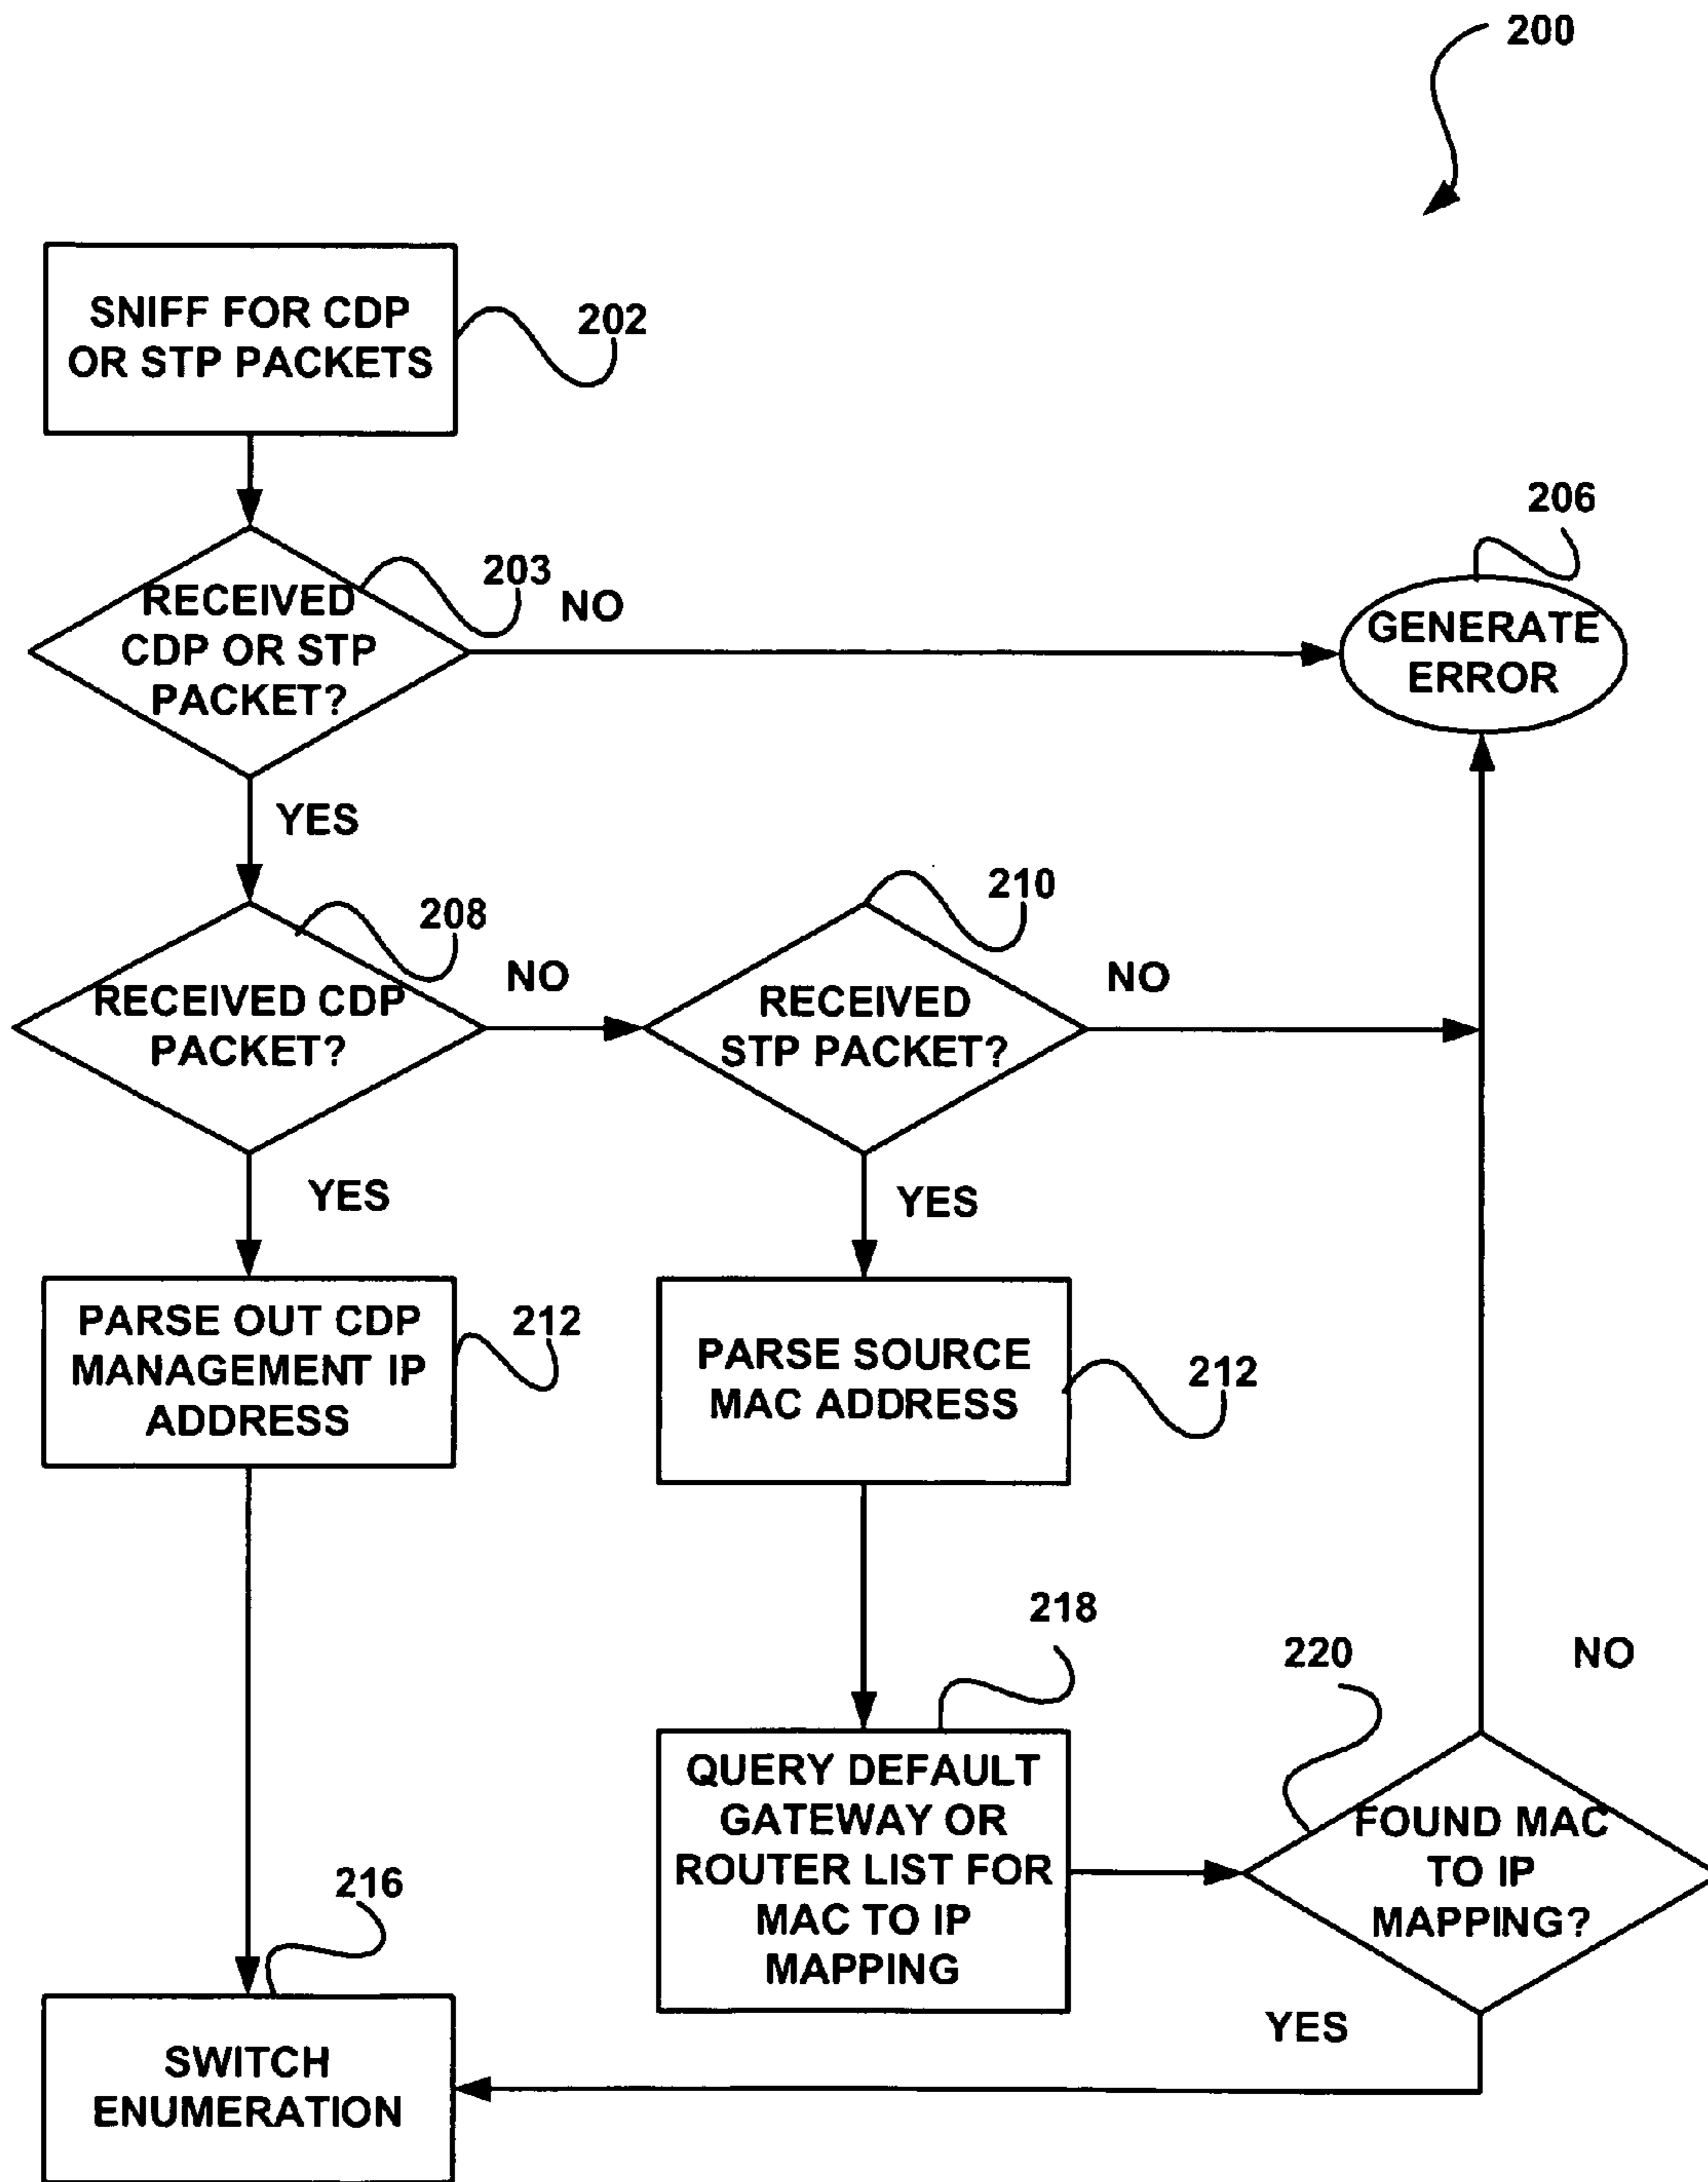 200
SNIFF FOR CDP
OR STP PACKETS
202
RECEIVED
CDP OR STP
PACKET?
203
NO
206
GENERATE
ERROR
YES
RECEIVED CDP
PACKET?
208
NO
210
RECEIVED
STP PACKET?
NO
YES
YES
PARSE OUT CDP
MANAGEMENT IP
ADDRESS
212
PARSE SOURCE
MAC ADDRESS
212
218
QUERY DEFAULT
GATEWAY OR
ROUTER LIST FOR
MAC TO IP
MAPPING
220
NO
FOUND MAC
TO IP
MAPPING?
YES
216
SWITCH
ENUMERATION